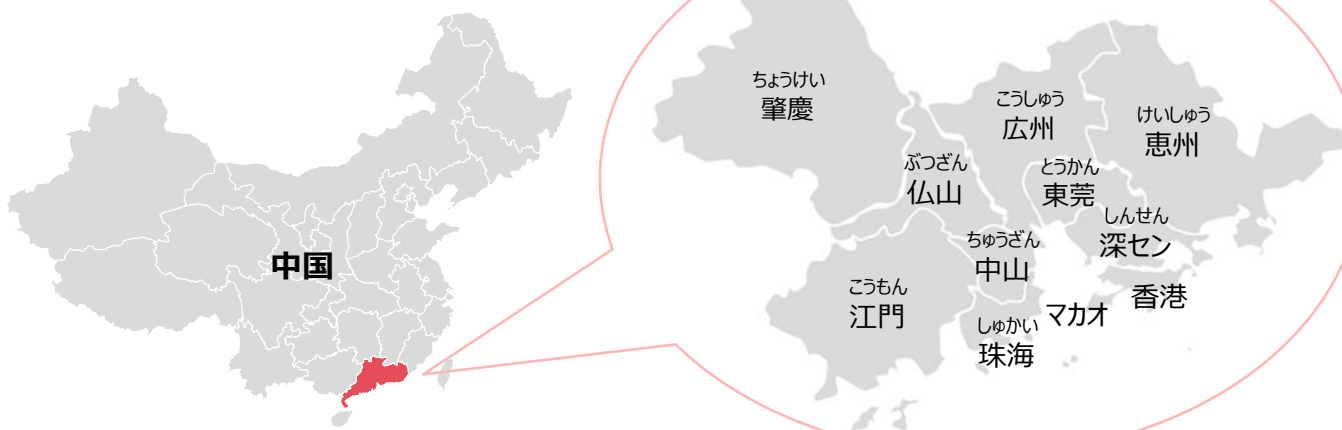 中国
ちょうけい
肇慶
こうしゅう
広州
けいしゅう
恵州
ぶつざん
仏山
とうかん
東莞
しんせん
深セン
ちゅうざん
中山
こうもん
江門
しゅかい
珠海
マカオ
香港